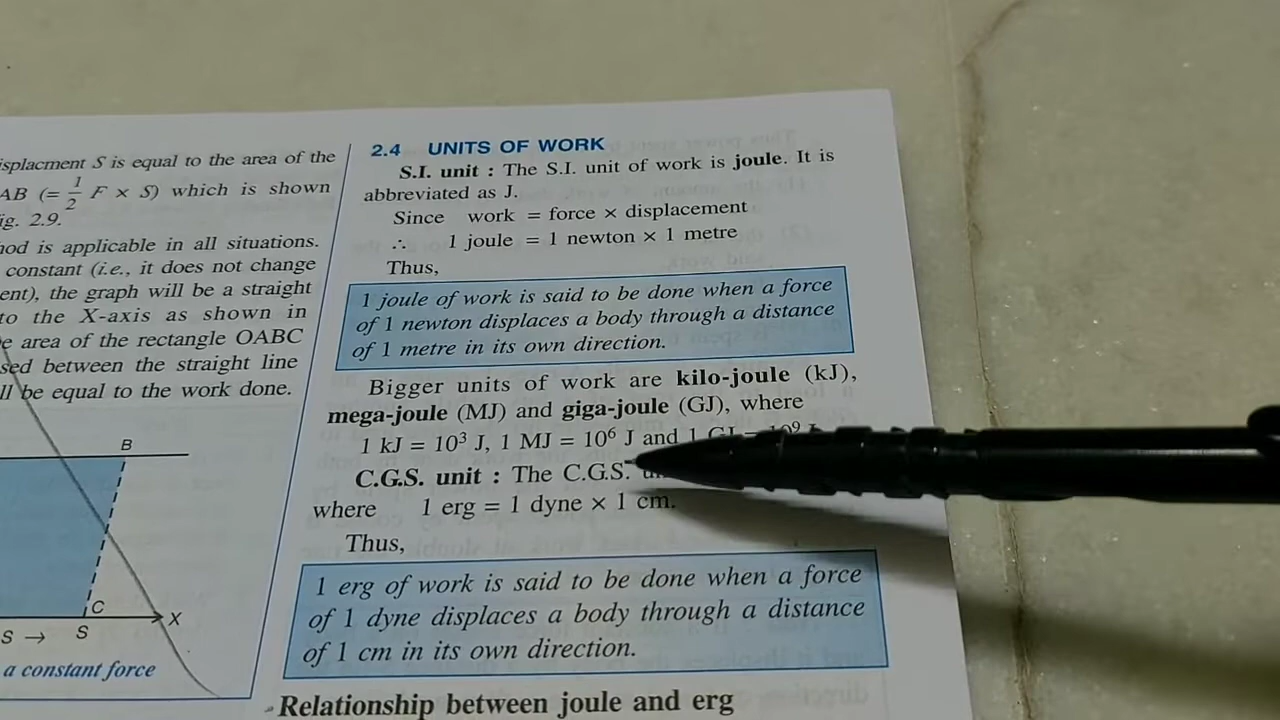 isplacment S is equal to the area of the
AB (= 1/2 F × S) which is shown
ig. 2.9.
od is applicable in all situations.
constant (i.e., it does not change
ent), the graph will be a straight
to the X-axis as shown in
e area of the rectangle OABC
sed between the straight line
ll be equal to the work done.
B
C
X
S →
S
a constant force
2.4 UNITS OF WORK
S.I. unit : The S.I. unit of work is joule. It is
abbreviated as J.
Since work = force × displacement
∴ 1 joule = 1 newton × 1 metre
Thus,
1 joule of work is said to be done when a force
of 1 newton displaces a body through a distance
of 1 metre in its own direction.
Bigger units of work are kilo-joule (kJ),
mega-joule (MJ) and giga-joule (GJ), where
1 kJ = 10³ J, 1 MJ = 10⁶ J and 1 GJ = 10⁹ J
C.G.S. unit : The C.G.S.
where 1 erg = 1 dyne × 1 cm.
Thus,
1 erg of work is said to be done when a force
of 1 dyne displaces a body through a distance
of 1 cm in its own direction.
Relationship between joule and erg